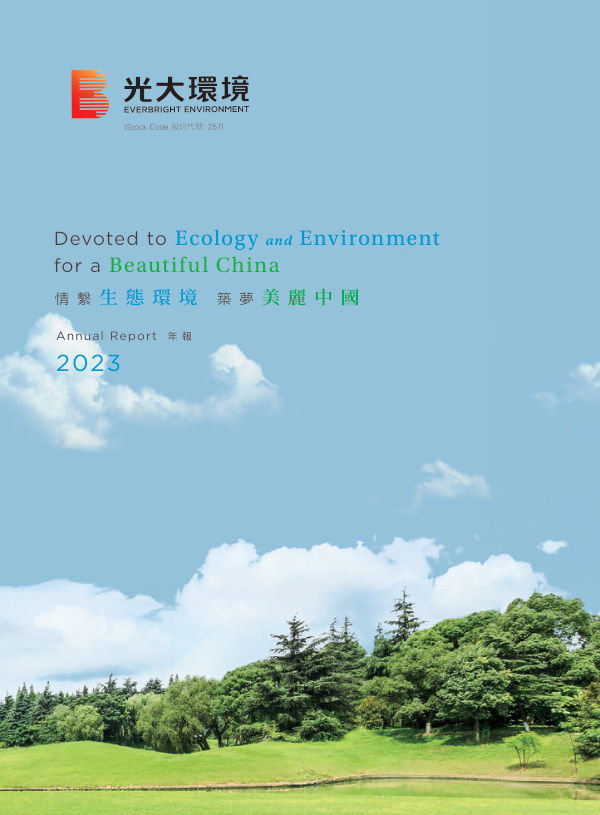 光大環境
EVERBRIGHT ENVIRONMENT
(Stock Code 股份代號: 257)
Devoted to Ecology and Environment
for a Beautiful China
情繫生態環境 築夢美麗中國
Annual Report 年報
2023